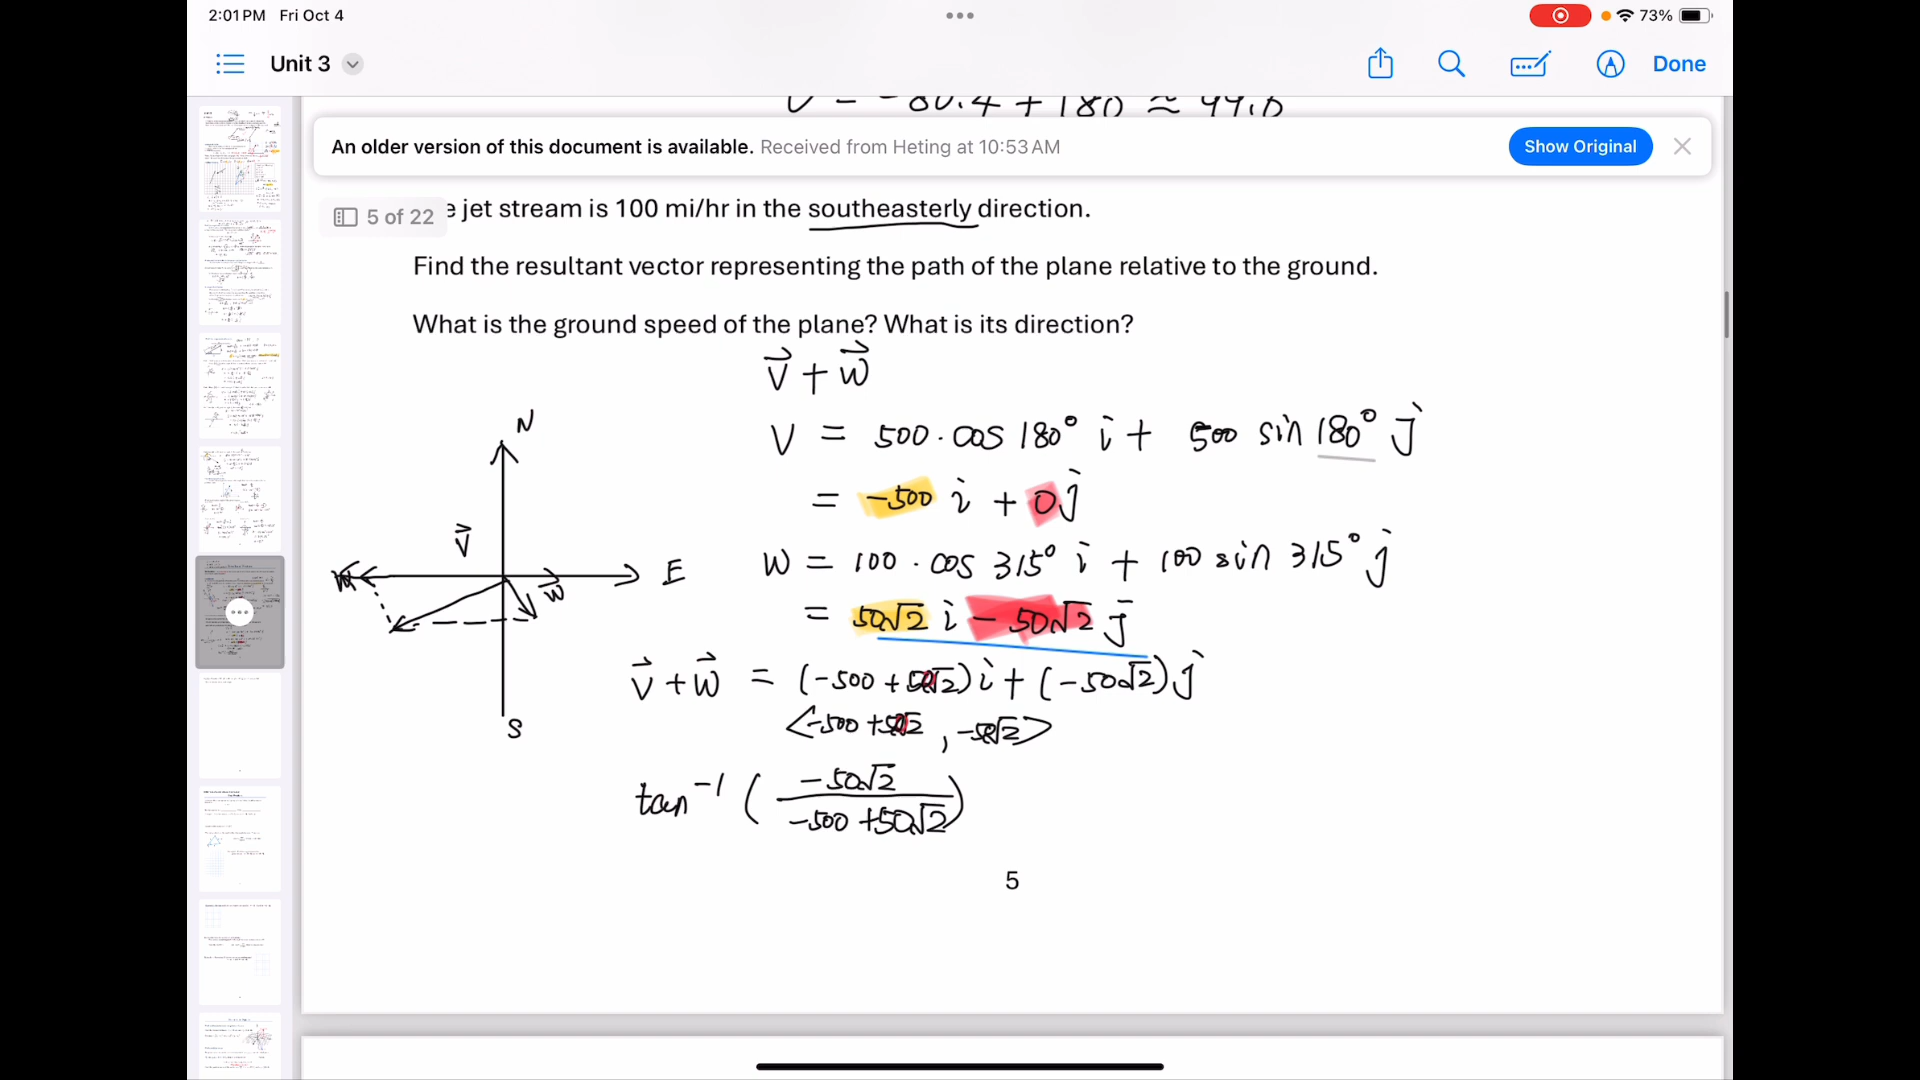 2:01 PM Fri Oct 4
73%
Unit 3
Done
An older version of this document is available. Received from Heting at 10:53 AM
Show Original
5 of 22
e jet stream is 100 mi/hr in the southeasterly direction.
Find the resultant vector representing the path of the plane relative to the ground.
What is the ground speed of the plane? What is its direction?
v⃗ + w⃗
V = 500 · cos 180° i + 500 sin 180° j
= -500 i + 0j
W = 100 · cos 315° i + 100 sin 315° j
= 50√2 i - 50√2 j
v⃗ + w⃗ = (-500 + 50√2) i + (-50√2) j
<-500 + 50√2, -50√2>
tan⁻¹ (-50√2 / -500 + 50√2)
N
v⃗
E
w⃗
S
5